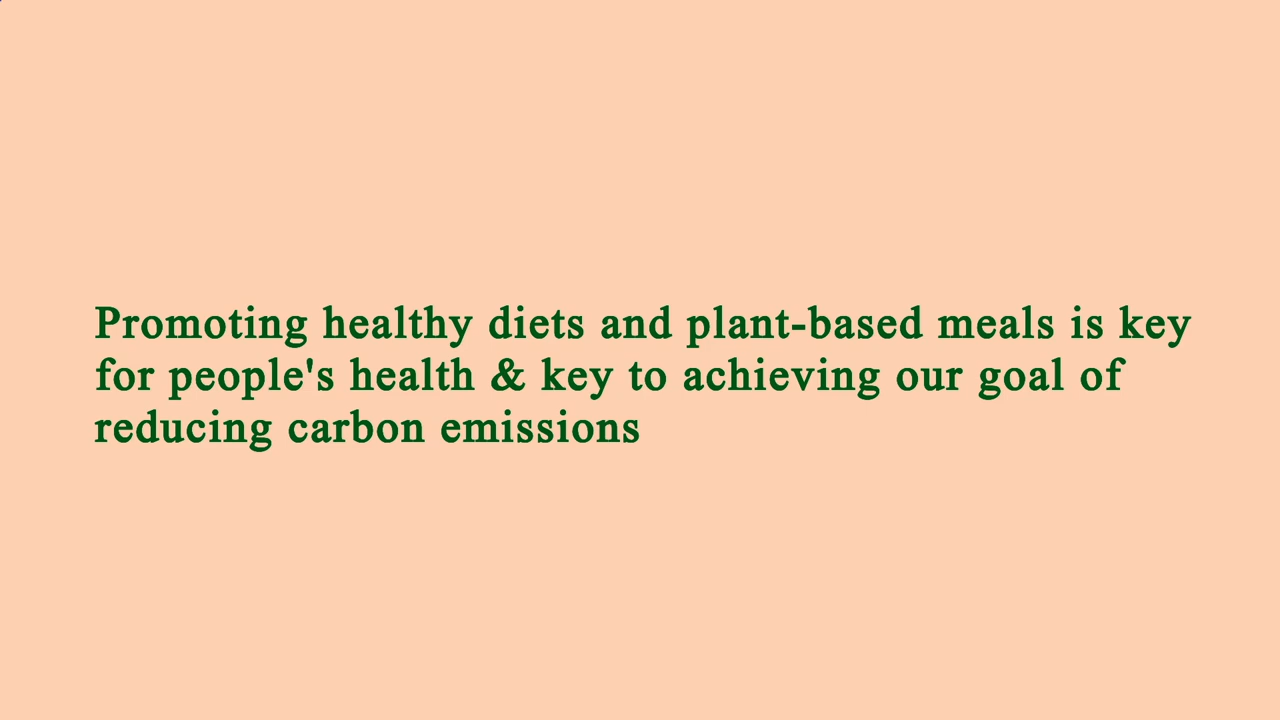 Promoting healthy diets and plant-based meals is key
for people's health & key to achieving our goal of
reducing carbon emissions